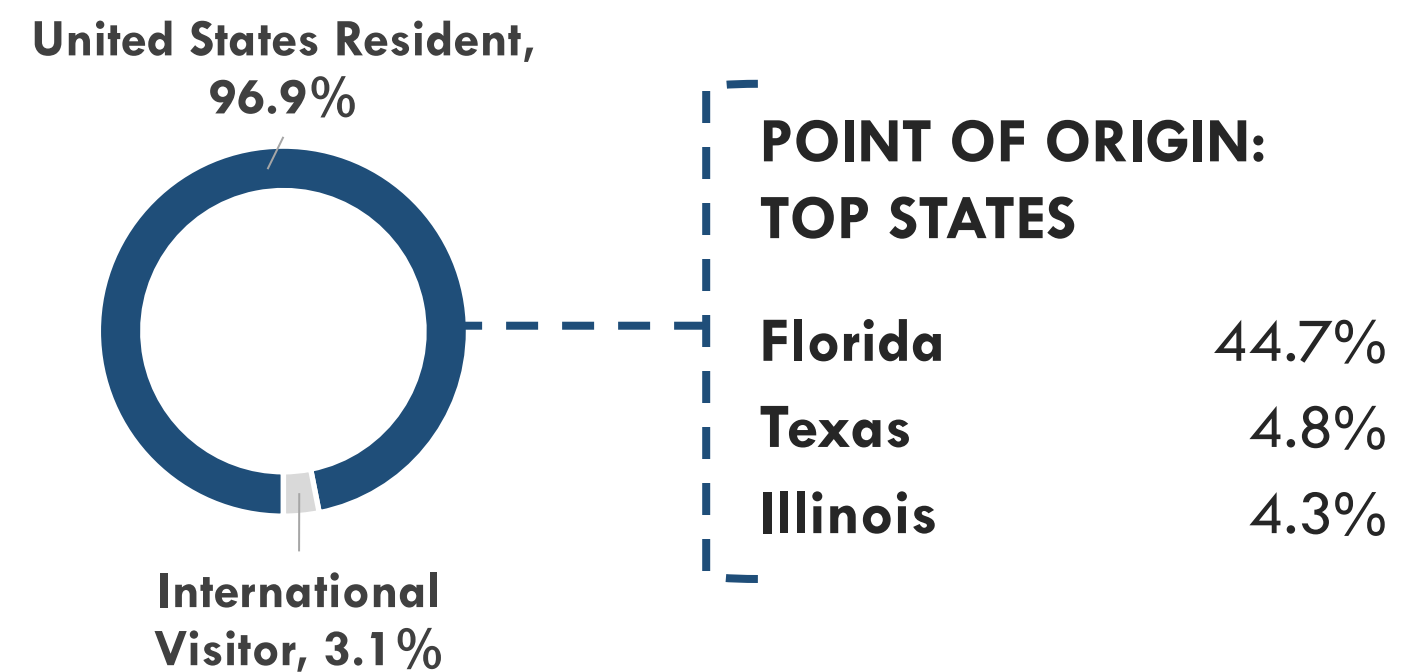 United States Resident,
96.9%
POINT OF ORIGIN:
TOP STATES
Florida 44.7%
Texas 4.8%
Illinois 4.3%
International
Visitor, 3.1%